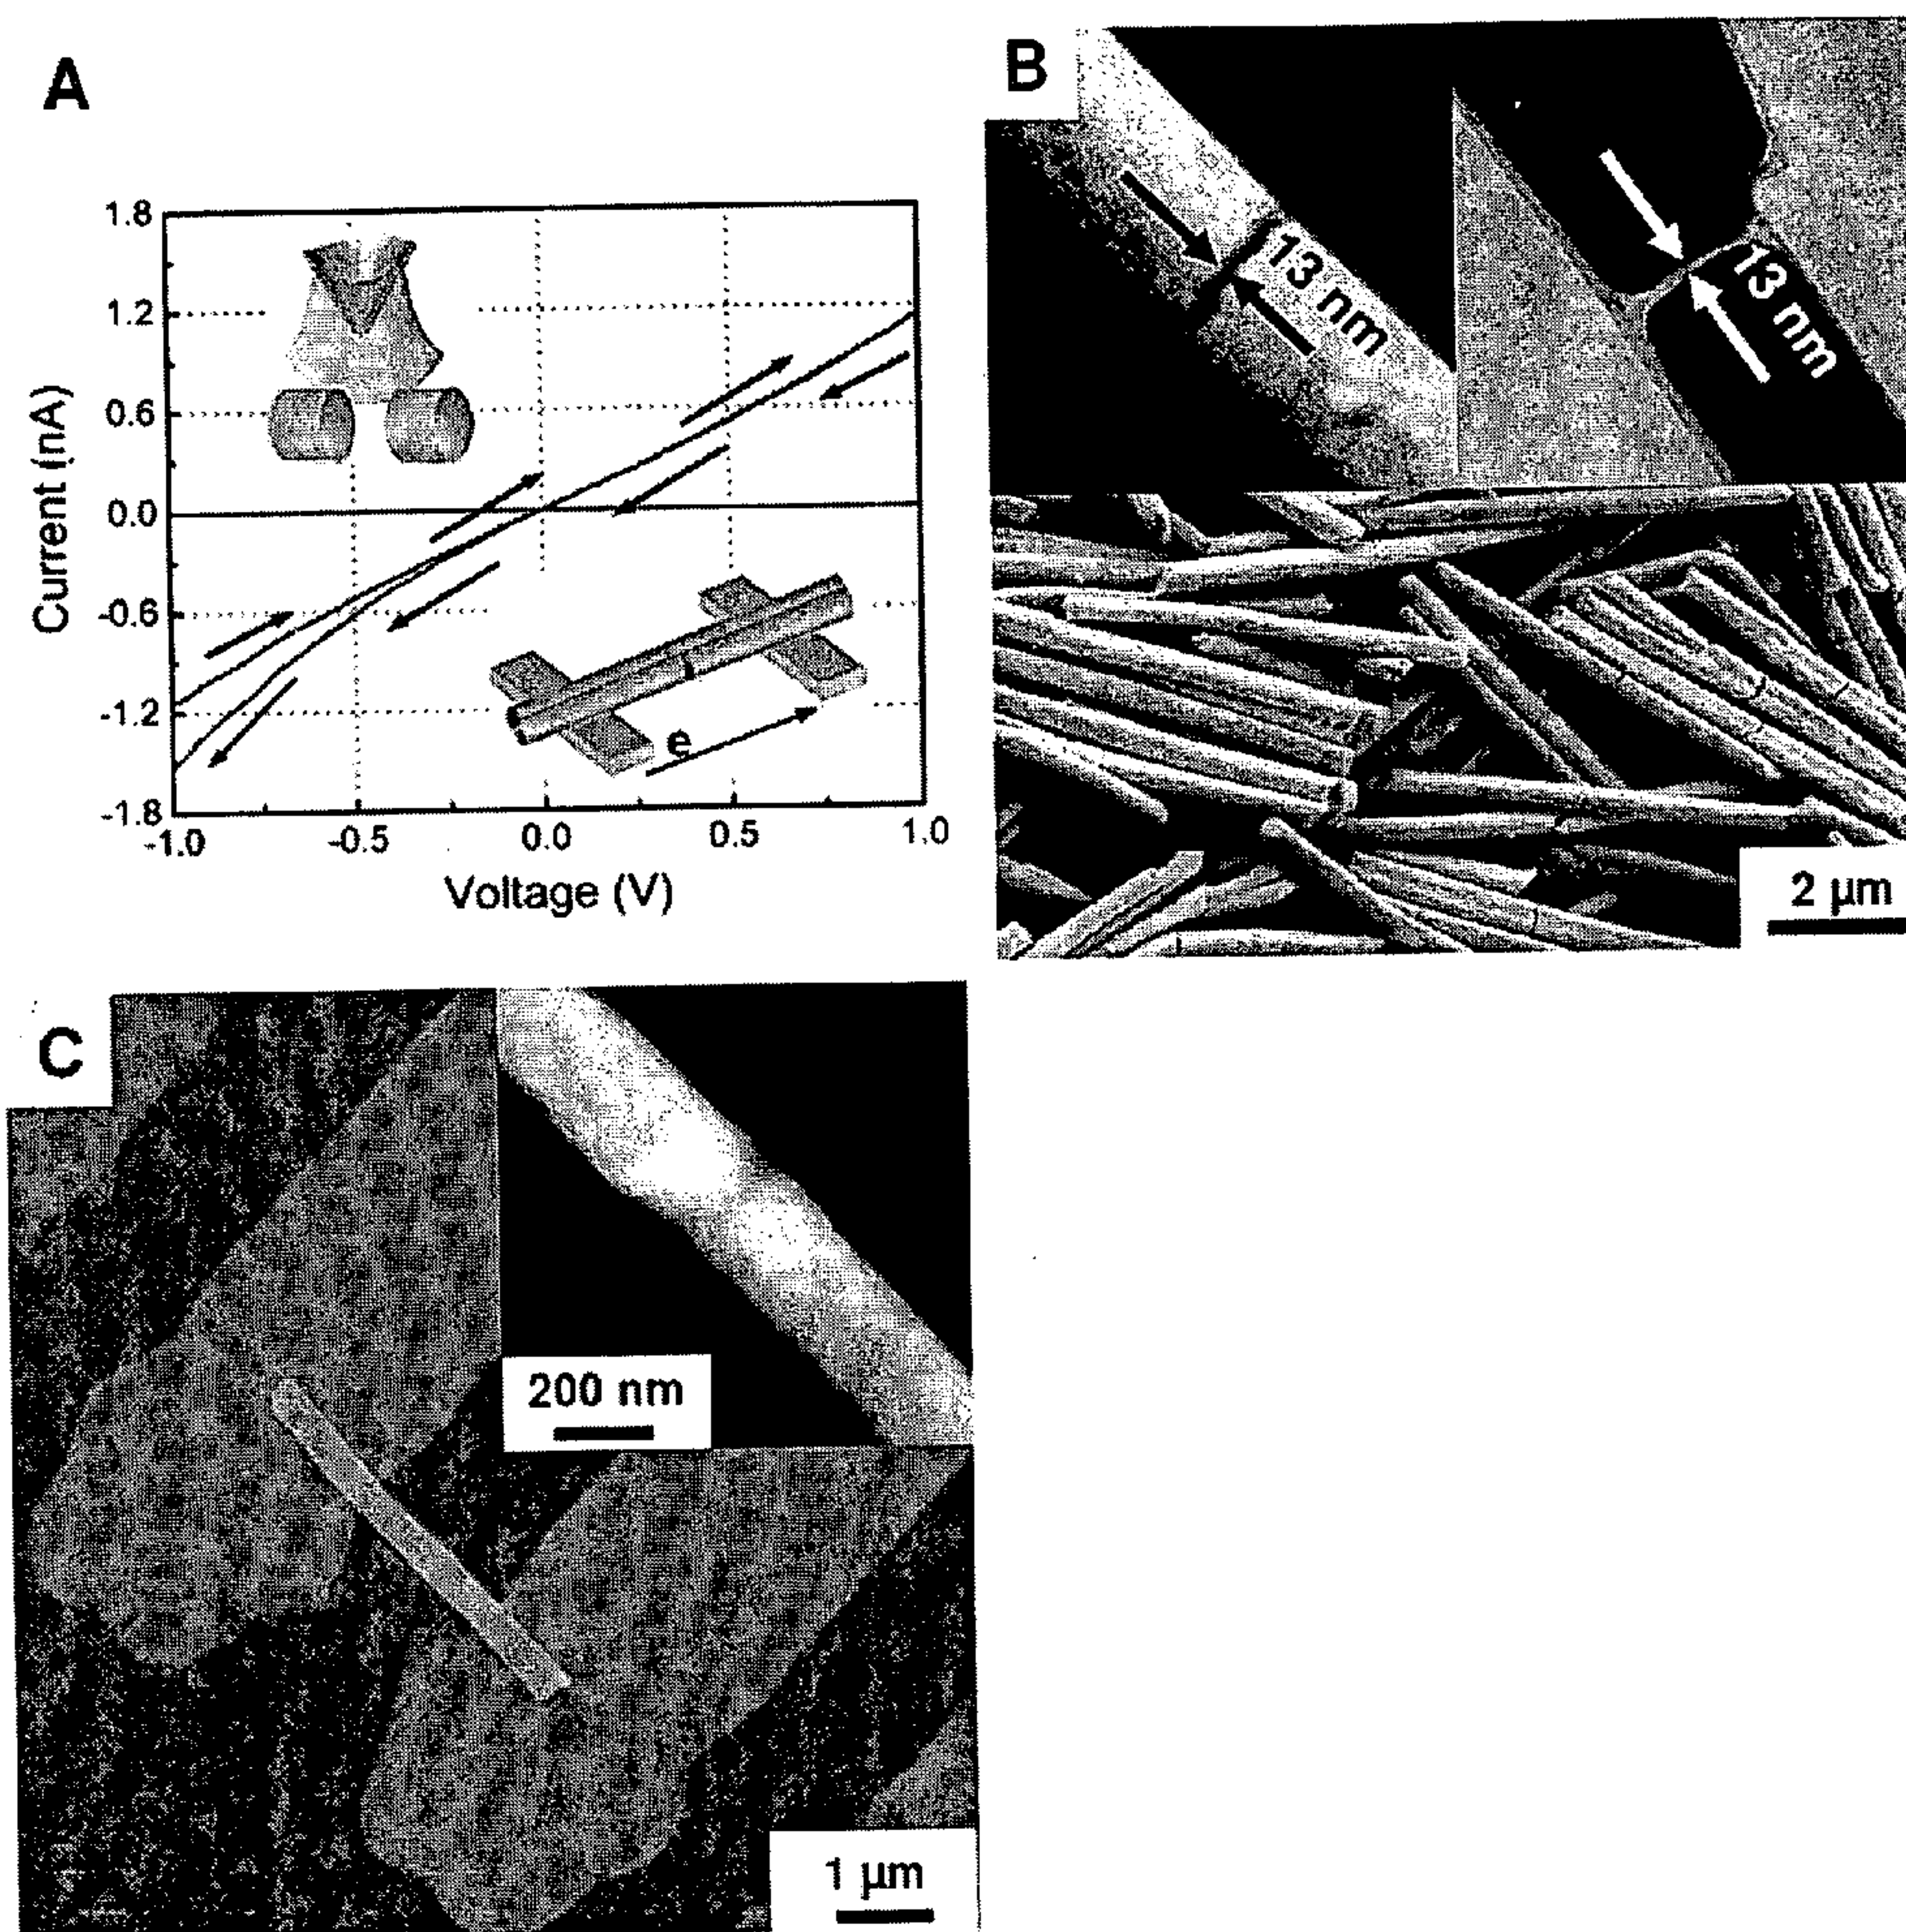 A
1.8
1.2
0.6
0.0
-0.6
-1.2
-1.8
Current (nA)
-1.0
-0.5
0.0
0.5
1.0
Voltage (V)
e
B
13 nm
13 nm
2 µm
C
200 nm
1 µm